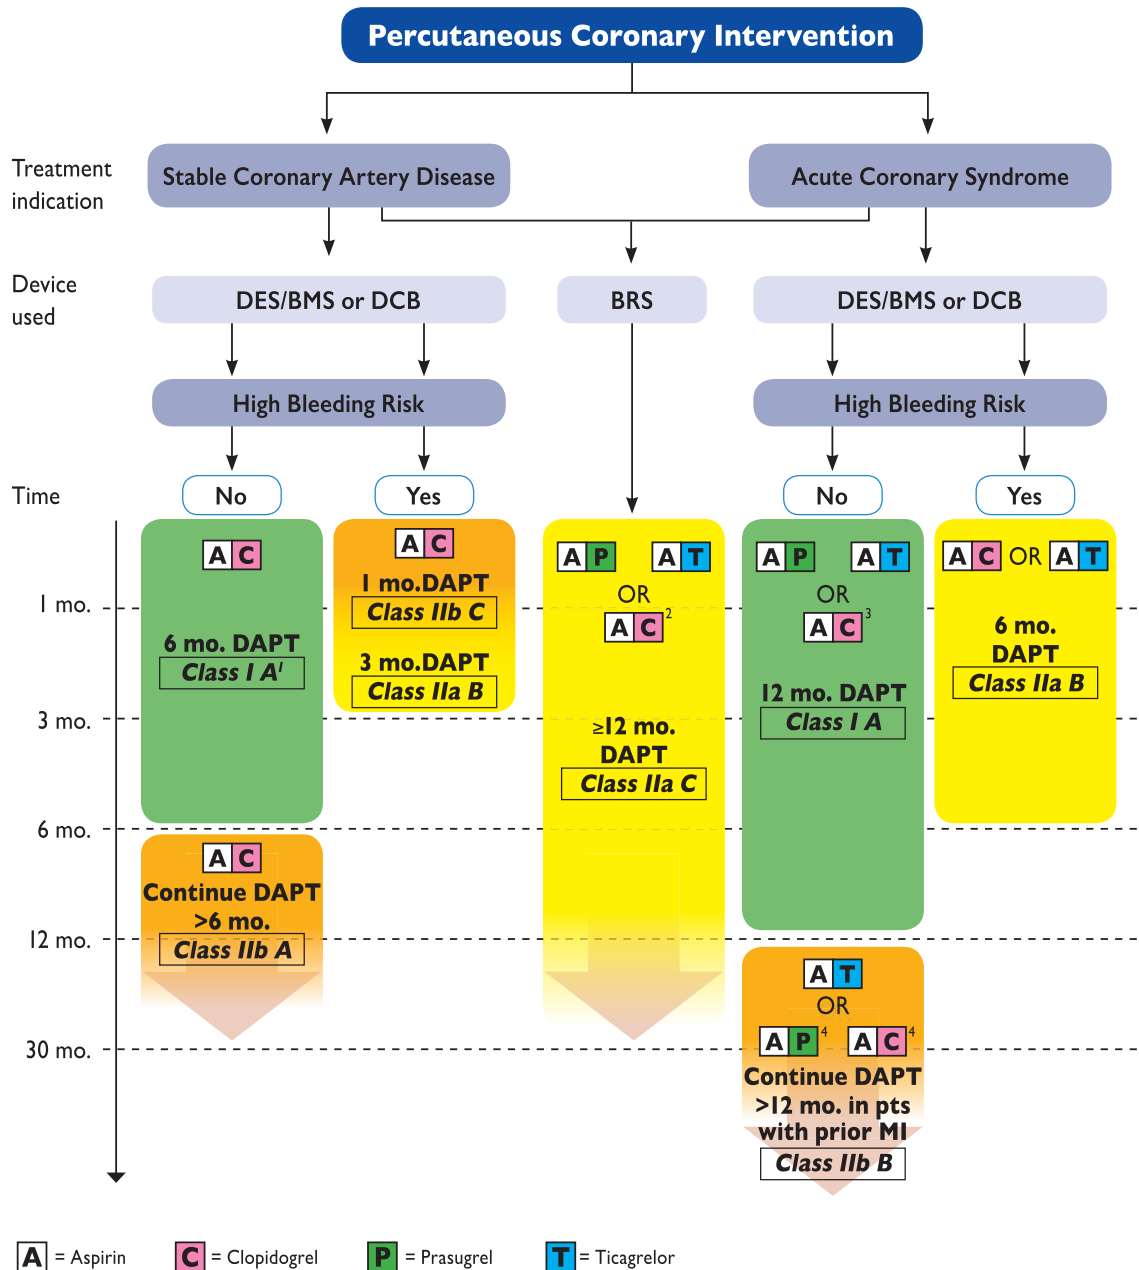 Percutaneous Coronary Intervention
Treatment
indication
Stable Coronary Artery Disease
Acute Coronary Syndrome
Device
used
DES/BMS or DCB
BRS
DES/BMS or DCB
High Bleeding Risk
High Bleeding Risk
Time
No
Yes
No
Yes
1 mo.
3 mo.
6 mo.
12 mo.
30 mo.
A C
6 mo. DAPT
Class I A¹
A C
Continue DAPT
>6 mo.
Class IIb A
A C
1 mo.DAPT
Class IIb C
3 mo.DAPT
Class IIa B
A P A T
OR
A C ²
≥12 mo.
DAPT
Class IIa C
A P A T
OR
A C ³
12 mo. DAPT
Class I A
A T
OR
A P ⁴ A C ⁴
Continue DAPT
>12 mo. in pts
with prior MI
Class IIb B
A C OR A T
6 mo.
DAPT
Class IIa B
A = Aspirin C = Clopidogrel P = Prasugrel T = Ticagrelor